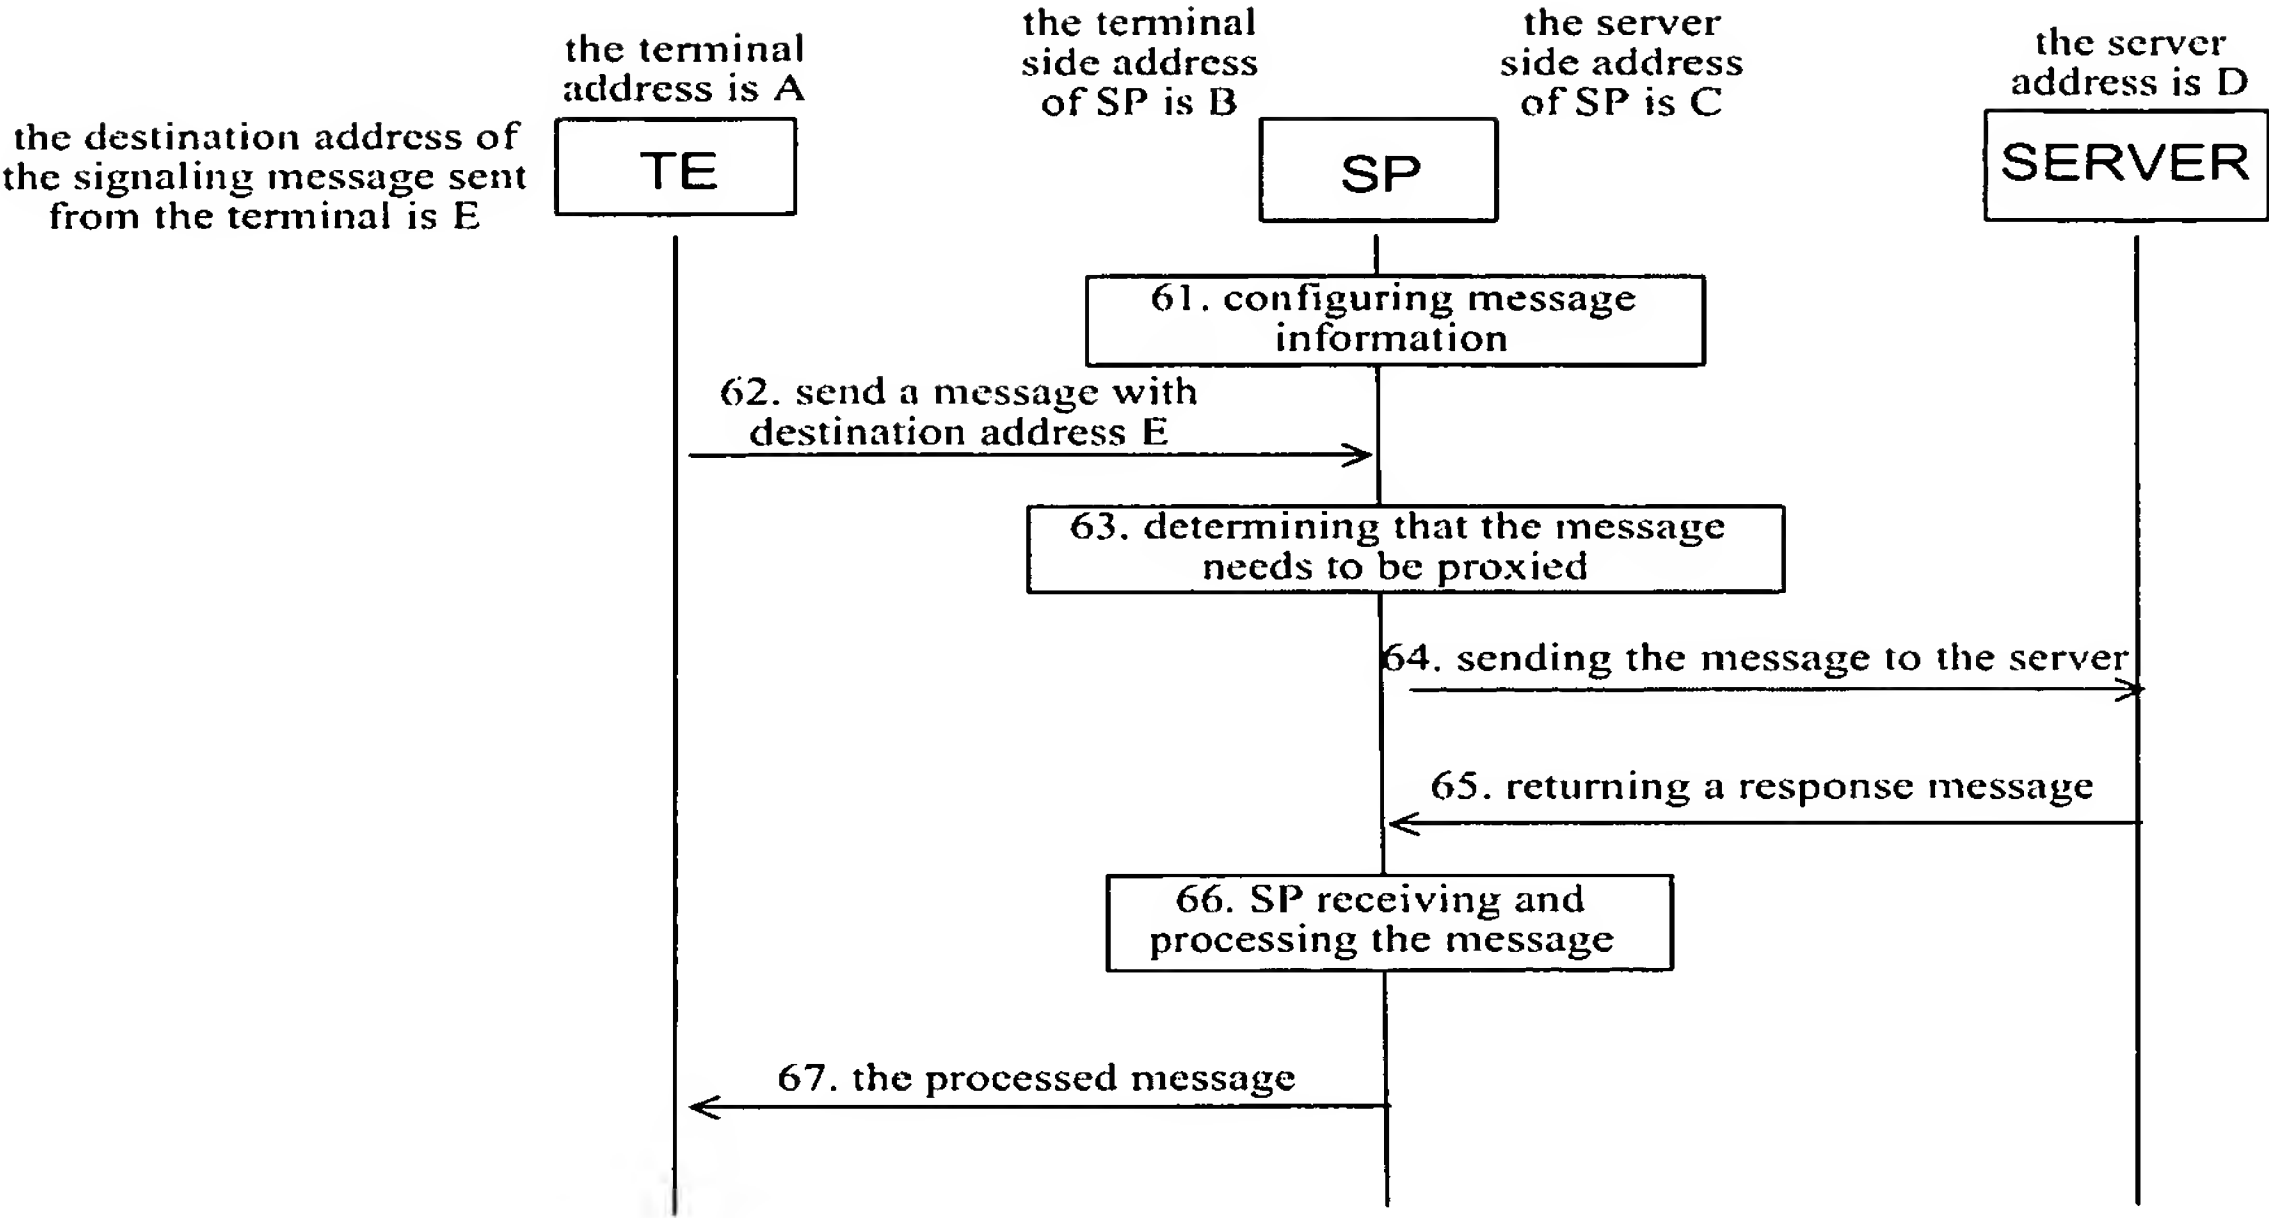 the terminal
address is A
the terminal
side address
of SP is B
the server
side address
of SP is C
the server
address is D
the destination address of
the signaling message sent
from the terminal is E
TE
SP
SERVER
61. configuring message
information
62. send a message with
destination address E
63. determining that the message
needs to be proxied
64. sending the message to the server
65. returning a response message
66. SP receiving and
processing the message
67. the processed message